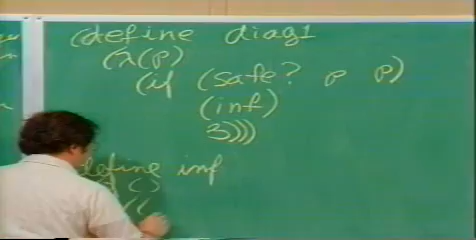 (define diag1
(λ(p)
(if (safe? p p)
(inf)
3)))
define inf
()
((